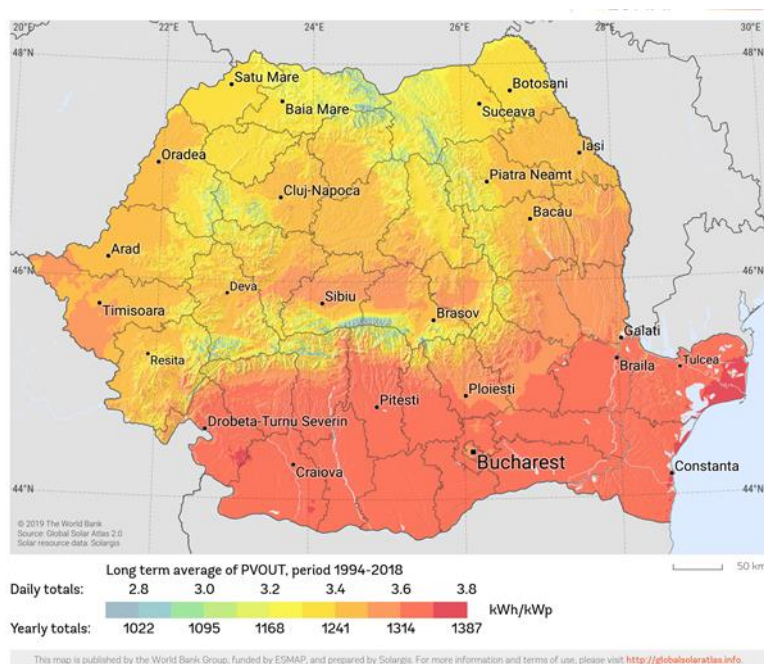 20°E 22°E 24°E 26°E 28°E 30°E
48°N 48°N
Satu Mare
Botosani
Baia Mare
Suceava
Iasi
Oradea
Piatra Neamt
Cluj-Napoca
Bacau
Arad
46°N 46°N
Deva
Sibiu
Timisoara
Brasov
Galati
Resita
Braila
Tulcea
Ploiesti
Pitesti
Drobeta-Turnu Severin
Bucharest
Craiova
Constanta
44°N 44°N
© 2019 The World Bank
Source: Global Solar Atlas 2.0
Solar resource data: Solargis
Long term average of PVOUT, period 1994-2018
50 km
Daily totals: 2.8 3.0 3.2 3.4 3.6 3.8
kWh/kWp
Yearly totals: 1022 1095 1168 1241 1314 1387
This map is published by the World Bank Group, funded by ESMAP, and prepared by Solargis. For more information and terms of use, please visit http://globalsolaratlas.info.